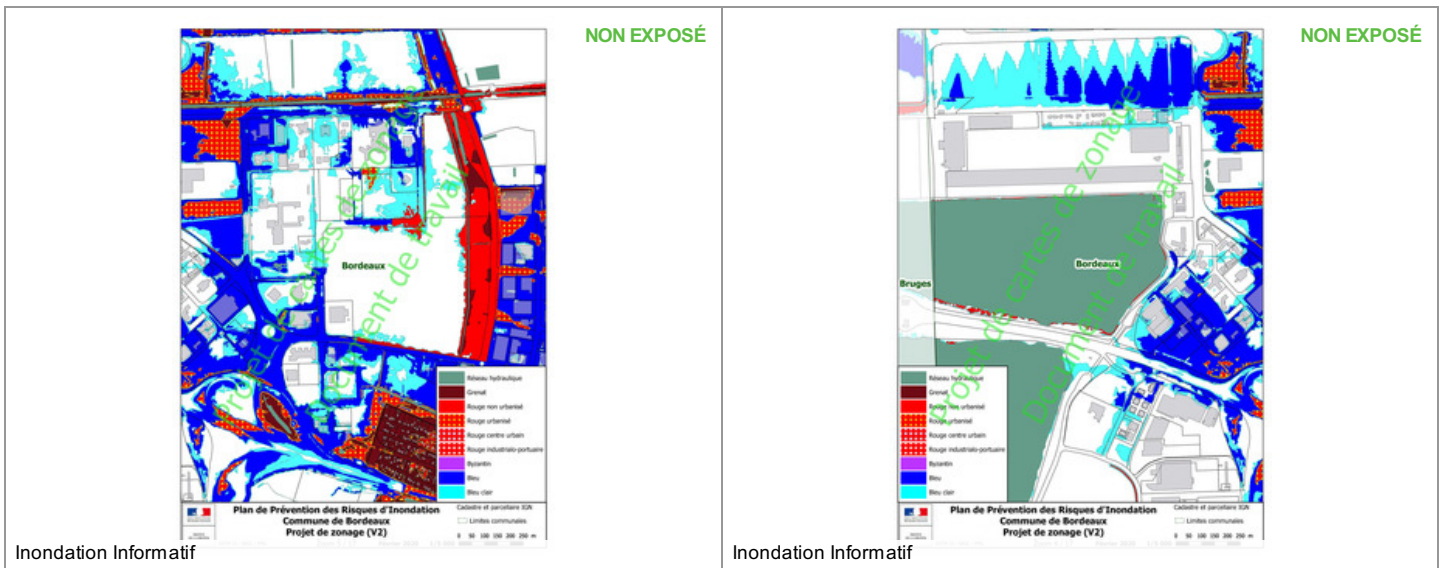 NON EXPOSÉ
Projet de cartes de zonage
Document de travail
Bordeaux
Réseau hydraulique
Grenat
Rouge non urbanisé
Rouge urbanisé
Rouge centre urbain
Rouge industrialo-portuaire
Byzantin
Bleu
Bleu clair
Plan de Prévention des Risques d'Inondation
Commune de Bordeaux
Projet de zonage (V2)
Cadastre et parcellaire IGN
Limites communales
0 50 100 150 200 250 m
Inondation Informatif
NON EXPOSÉ
Projet de cartes de zonage
Document de travail
Bordeaux
Bruges
Réseau hydraulique
Grenat
Rouge non urbanisé
Rouge urbanisé
Rouge centre urbain
Rouge industrialo-portuaire
Byzantin
Bleu
Bleu clair
Plan de Prévention des Risques d'Inondation
Commune de Bordeaux
Projet de zonage (V2)
Cadastre et parcellaire IGN
Limites communales
0 50 100 150 200 250 m
Inondation Informatif